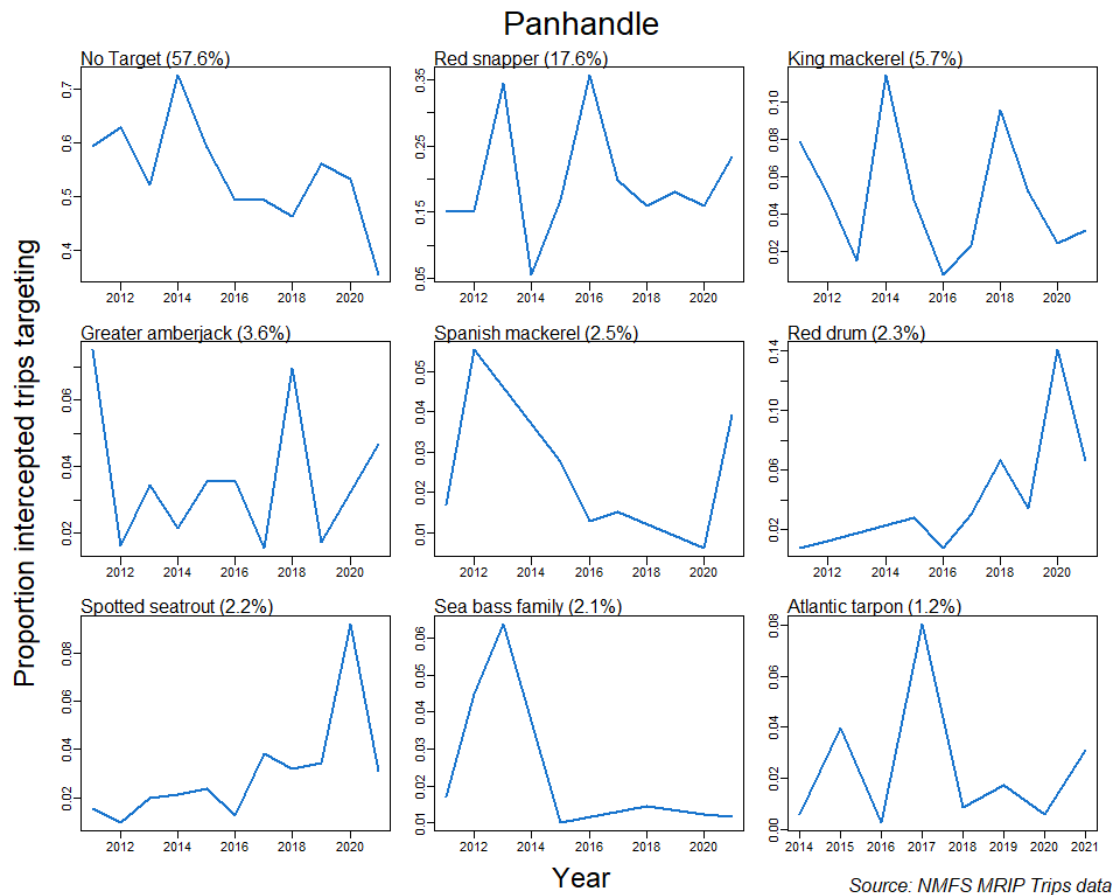 Panhandle
Proportion intercepted trips targeting
No Target (57.6%)
0.7
0.6
0.5
0.4
2012 2014 2016 2018 2020
Red snapper (17.6%)
0.35
0.25
0.15
0.05
2012 2014 2016 2018 2020
King mackerel (5.7%)
0.10
0.08
0.06
0.04
0.02
2012 2014 2016 2018 2020
Greater amberjack (3.6%)
0.06
0.04
0.02
2012 2014 2016 2018 2020
Spanish mackerel (2.5%)
0.05
0.04
0.03
0.02
0.01
2012 2014 2016 2018 2020
Red drum (2.3%)
0.14
0.10
0.06
0.02
2012 2014 2016 2018 2020
Spotted seatrout (2.2%)
0.08
0.06
0.04
0.02
2012 2014 2016 2018 2020
Sea bass family (2.1%)
0.06
0.05
0.04
0.03
0.02
0.01
2012 2014 2016 2018 2020
Atlantic tarpon (1.2%)
0.08
0.06
0.04
0.02
0.00
2014 2015 2016 2017 2018 2019 2020 2021
Year
Source: NMFS MRIP Trips data